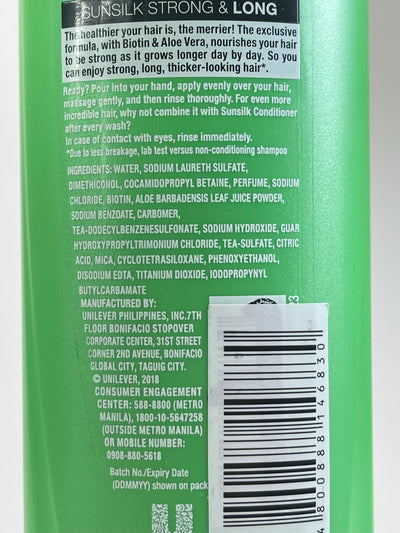 SUNSILK STRONG & LONG
The healthier your hair is, the merrier! The exclusive
formula, with Biotin & Aloe Vera, nourishes your hair
to be strong as it grows longer day by day. So you
can enjoy strong, long, thicker-looking hair*.
Ready? Pour into your hand, apply evenly over your hair,
massage gently, and then rinse thoroughly. For even more
incredible hair, why not combine it with Sunsilk Conditioner
after every wash?
In case of contact with eyes, rinse immediately.
*Due to less breakage, lab test versus non-conditioning shampoo
INGREDIENTS: WATER, SODIUM LAURETH SULFATE,
DIMETHICONOL, COCAMIDOPROPYL BETAINE, PERFUME, SODIUM
CHLORIDE, BIOTIN, ALOE BARBADENSIS LEAF JUICE POWDER,
SODIUM BENZOATE, CARBOMER,
TEA-DODECYLBENZENESULFONATE, SODIUM HYDROXIDE, GUAR
HYDROXYPROPYLTRIMONIUM CHLORIDE, TEA-SULFATE, CITRIC
ACID, MICA, CYCLOTETRASILOXANE, PHENOXYETHANOL,
DISODIUM EDTA, TITANIUM DIOXIDE, IODOPROPYNYL
BUTYLCARBAMATE
MANUFACTURED BY:
UNILEVER PHILIPPINES, INC.7TH
FLOOR BONIFACIO STOPOVER
CORPORATE CENTER, 31ST STREET
CORNER 2ND AVENUE, BONIFACIO
GLOBAL CITY, TAGUIG CITY.
© UNILEVER, 2018
CONSUMER ENGAGEMENT
CENTER: 588-8800 (METRO
MANILA), 1800-10-5647258
(OUTSIDE METRO MANILA)
OR MOBILE NUMBER:
0908-880-5618
Batch No./Expiry Date
(DDMMYY) shown on pack
4 800888 146830